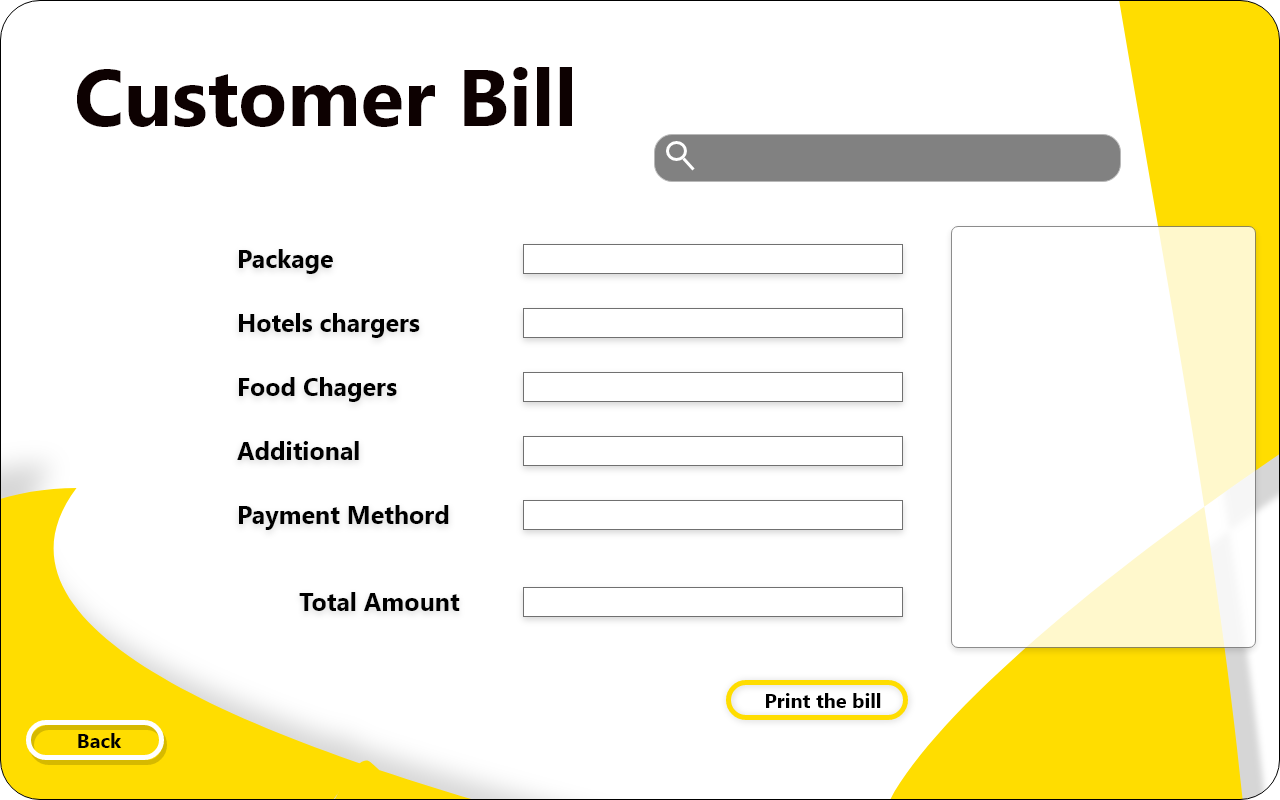 Customer Bill
Package
Hotels chargers
Food Chagers
Additional
Payment Methord
Total Amount
Print the bill
Back